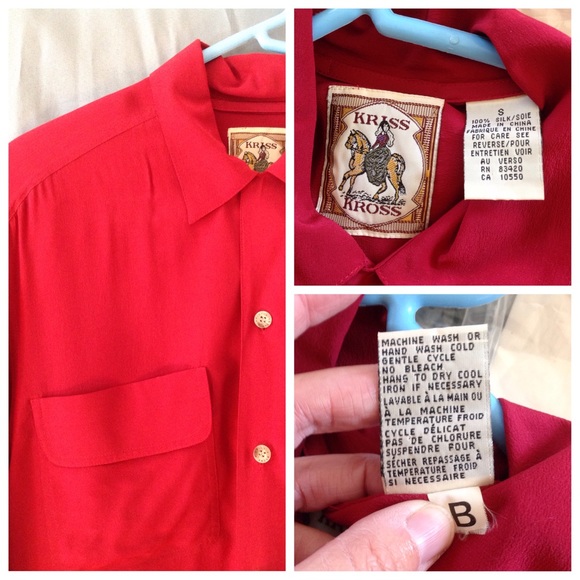 KRISS
KROSS
S
100% SILK/SOIE
MADE IN CHINA
FABRIQUE EN CHINE
FOR CARE SEE
REVERSE/POUR
ENTRETIEN VOIR
AU VERSO
RN 83420
CA 10550
MACHINE WASH OR
HAND WASH COLD
GENTLE CYCLE
NO BLEACH
HANG TO DRY COOL
IRON IF NECESSARY
LAVABLE À LA MAIN OU
À LA MACHINE
TEMPERATURE FROID
CYCLE DÉLICAT
PAS DE CHLORURE
SUSPENDRE POUR
SÉCHER REPASSAGE À
TEMPERATURE FROID
SI NECESSAIRE
B